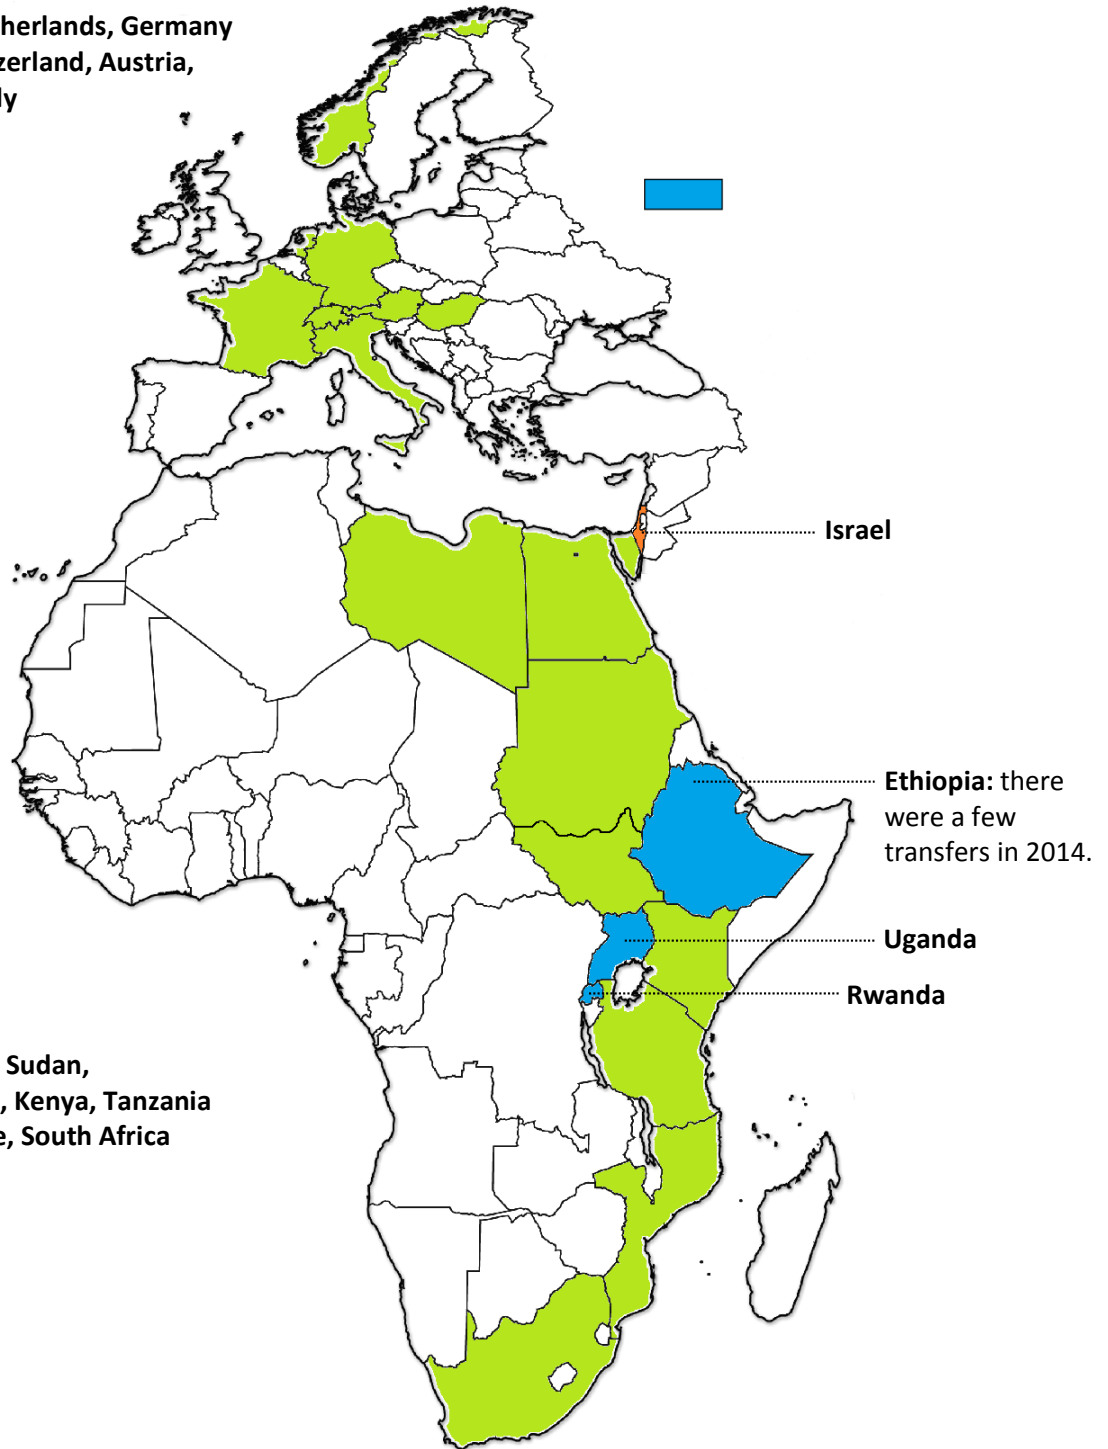 therlands, Germany
zerland, Austria,
ly
Israel
Ethiopia: there
were a few
transfers in 2014.
Uganda
Rwanda
Sudan,
, Kenya, Tanzania
e, South Africa